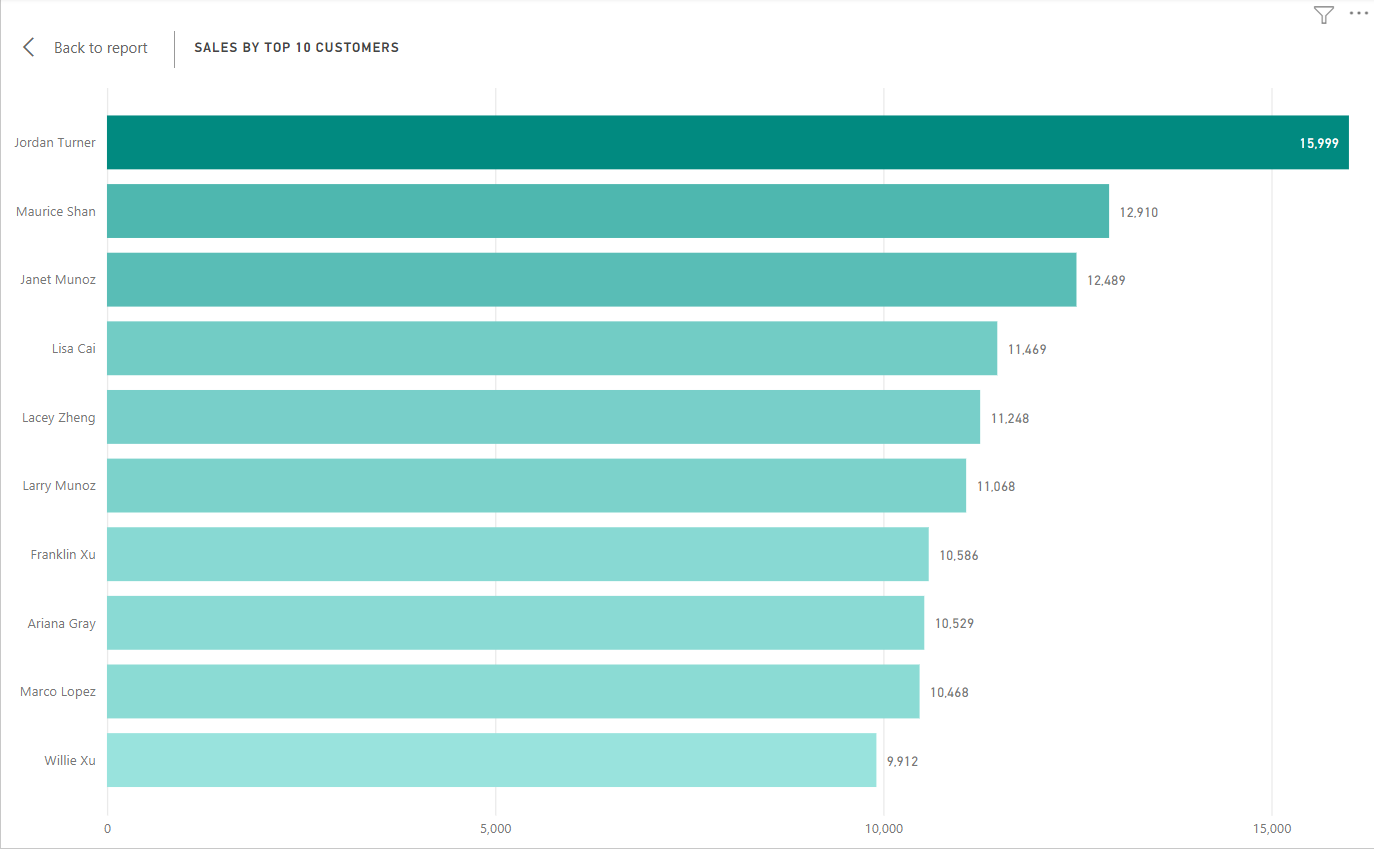 Back to report
SALES BY TOP 10 CUSTOMERS
Jordan Turner 15,999
Maurice Shan 12,910
Janet Munoz 12,489
Lisa Cai 11,469
Lacey Zheng 11,248
Larry Munoz 11,068
Franklin Xu 10,586
Ariana Gray 10,529
Marco Lopez 10,468
Willie Xu 9,912
0 5,000 10,000 15,000